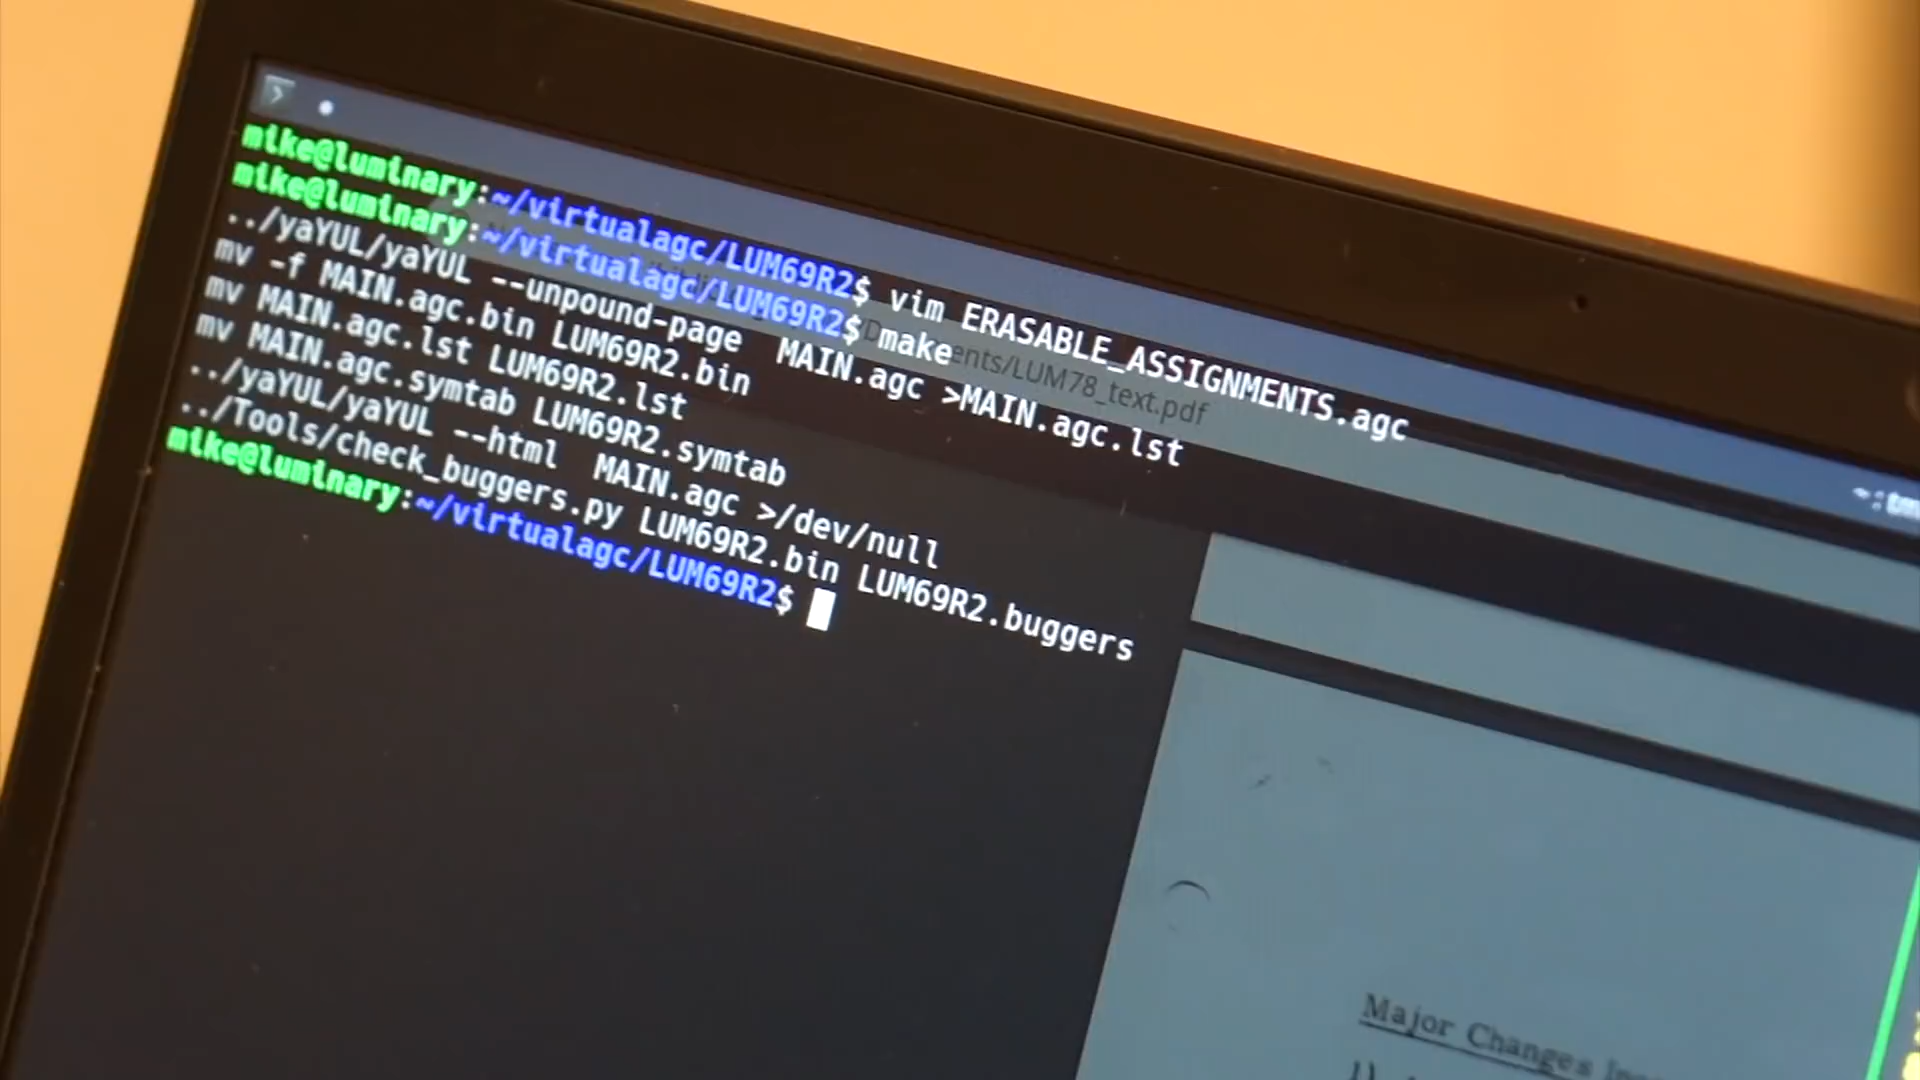 mike@luminary:~/virtualagc/LUM69R2$ vim ERASABLE_ASSIGNMENTS.agc
mike@luminary:~/virtualagc/LUM69R2$ make
../yaYUL/yaYUL --unpound-page  MAIN.agc >MAIN.agc.lst
mv -f MAIN.agc.bin LUM69R2.bin
mv MAIN.agc.lst LUM69R2.lst
mv MAIN.agc.symtab LUM69R2.symtab
../yaYUL/yaYUL --html  MAIN.agc >/dev/null
../Tools/check_buggers.py LUM69R2.bin LUM69R2.buggers
mike@luminary:~/virtualagc/LUM69R2$
ents/LUM78_text.pdf
Major Changes
1)